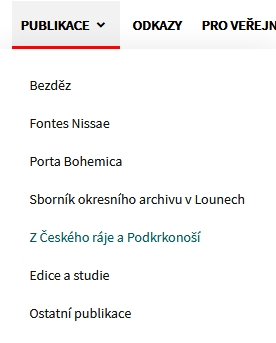 PUBLIKACE ODKAZY PRO VEŘEJN
Bezděz
Fontes Nissae
Porta Bohemica
Sborník okresního archivu v Lounech
Z Českého ráje a Podkrkonoší
Edice a studie
Ostatní publikace